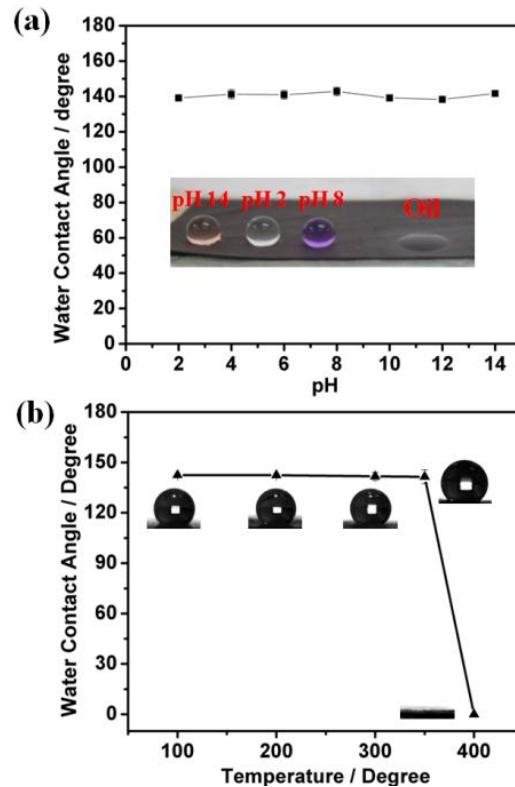 (a)
180
160
140
120
100
80
60
40
20
0
Water Contact Angle / degree
pH 14 pH 2 pH 8 Oil
0 2 4 6 8 10 12 14
pH
(b)
180
150
120
90
60
30
0
Water Contact Angle / Degree
100 200 300 400
Temperature / Degree